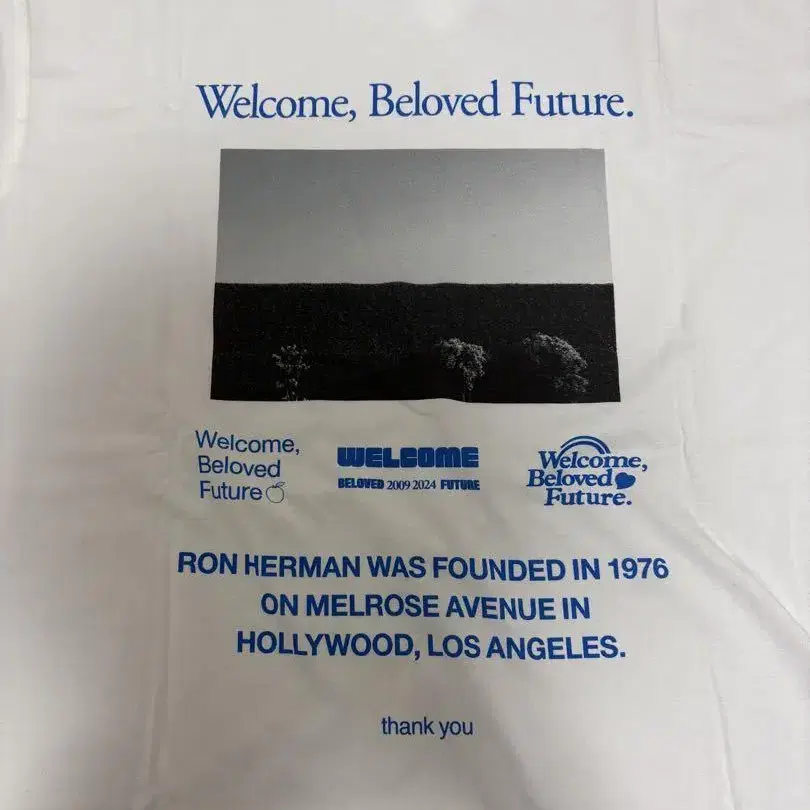 Welcome, Beloved Future.
Welcome,
Beloved
Future
WELCOME
BELOVED 2009 2024 FUTURE
Welcome,
Beloved
Future.
RON HERMAN WAS FOUNDED IN 1976
ON MELROSE AVENUE IN
HOLLYWOOD, LOS ANGELES.
thank you